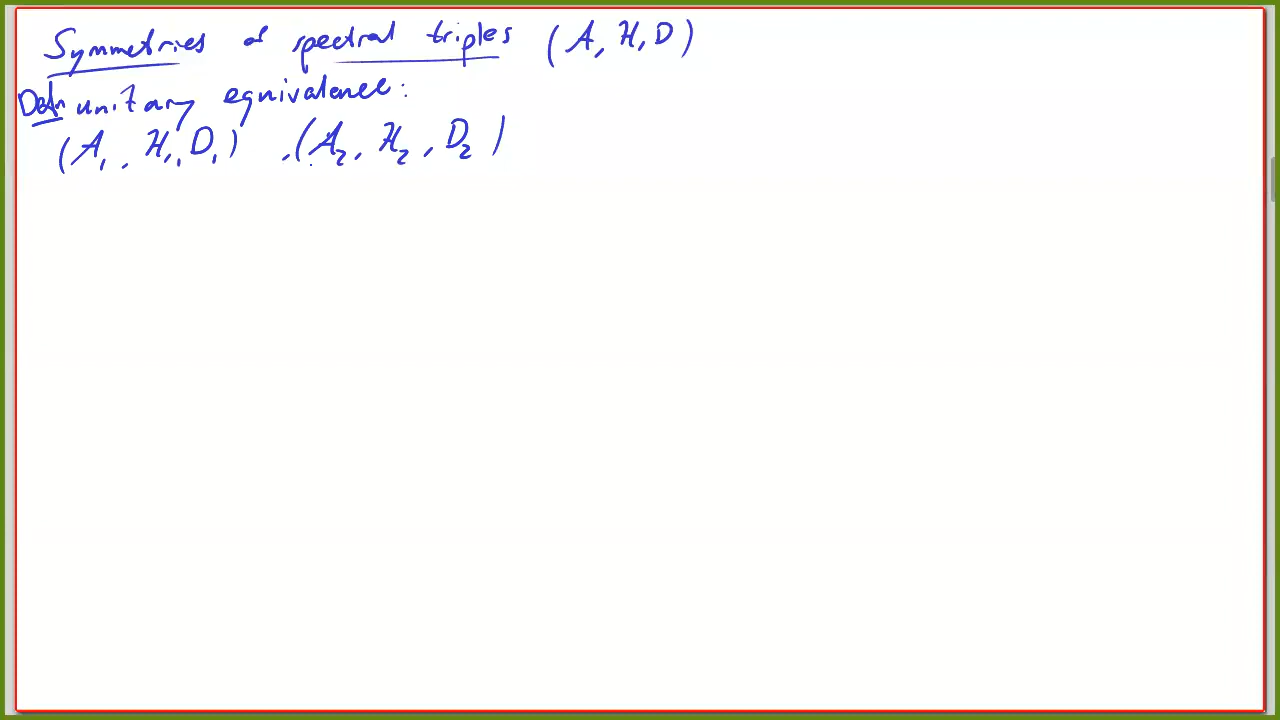 Symmetries of spectral triples (A, H, D)
Defn unitary equivalence:
(A₁, H₁, D₁) , (A₂, H₂, D₂)